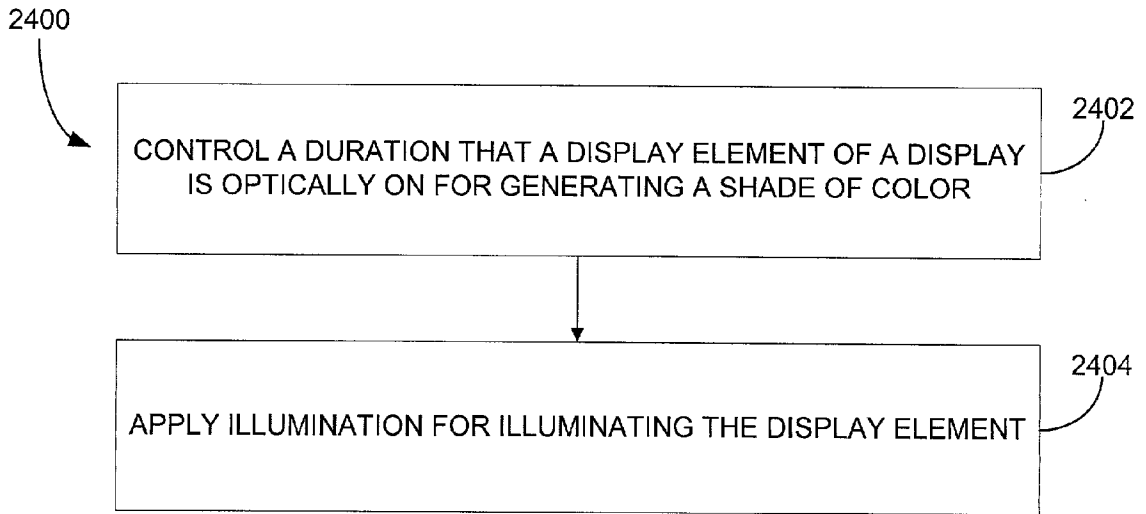 2400
2402
CONTROL A DURATION THAT A DISPLAY ELEMENT OF A DISPLAY
IS OPTICALLY ON FOR GENERATING A SHADE OF COLOR
2404
APPLY ILLUMINATION FOR ILLUMINATING THE DISPLAY ELEMENT